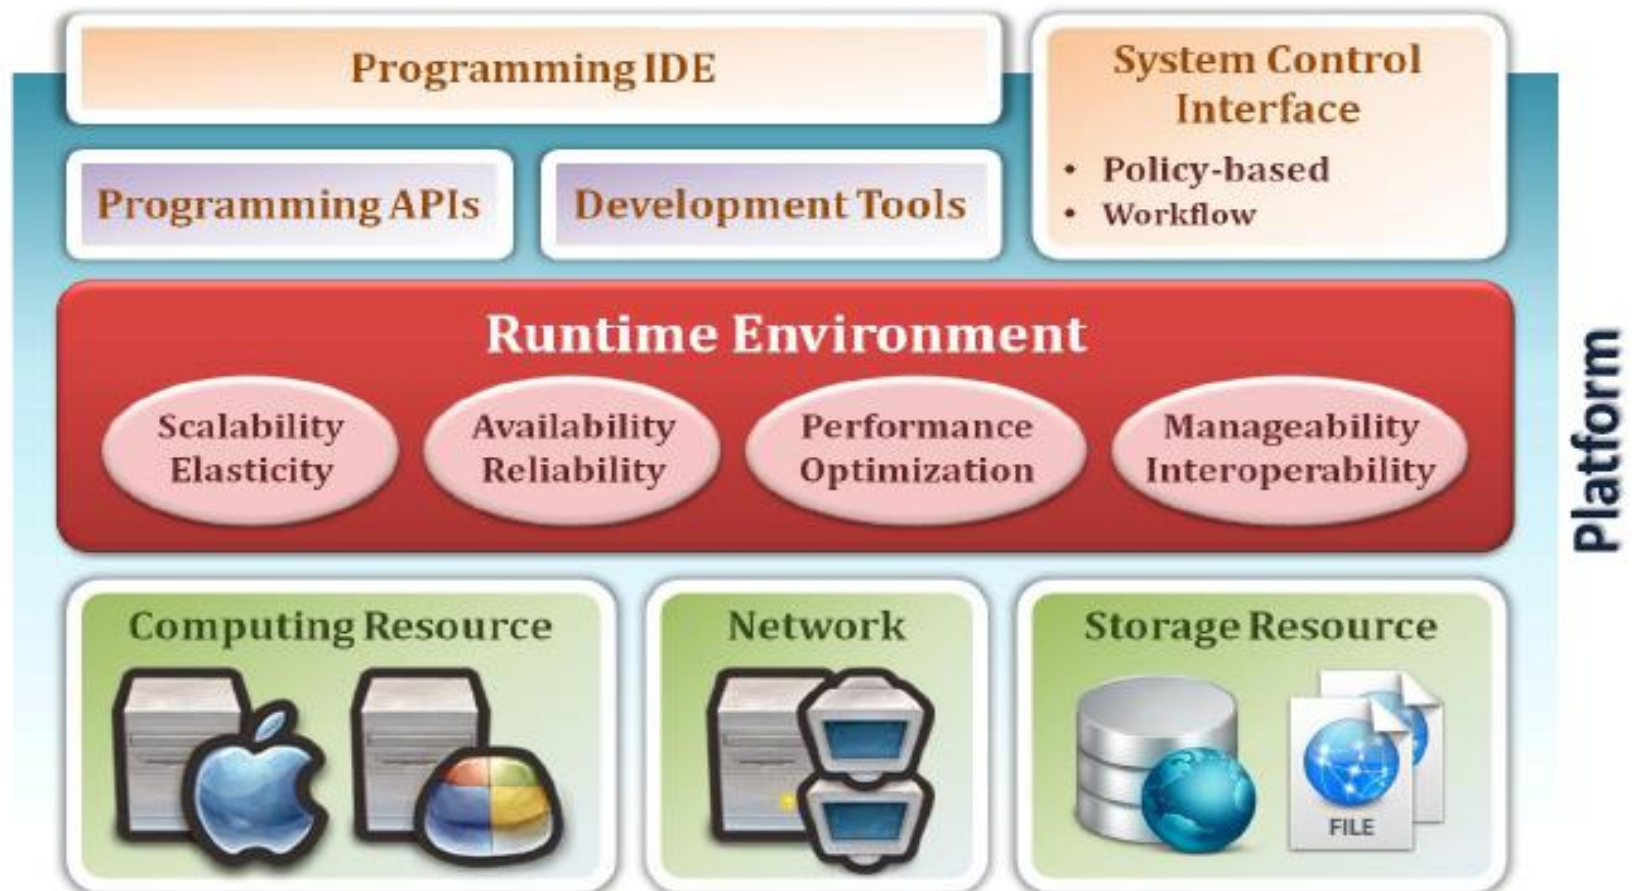 Programming IDE
System Control
Interface
• Policy-based
• Workflow
Programming APIs
Development Tools
Runtime Environment
Scalability
Elasticity
Availability
Reliability
Performance
Optimization
Manageability
Interoperability
Platform
Computing Resource
Network
Storage Resource
FILE